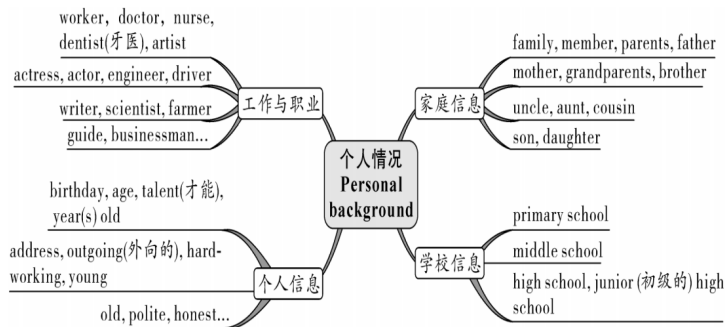 worker, doctor, nurse,
dentist(牙医), artist
actress, actor, engineer, driver
writer, scientist, farmer
guide, businessman...
工作与职业
family, member, parents, father
mother, grandparents, brother
uncle, aunt, cousin
son, daughter
家庭信息
个人情况
Personal
background
birthday, age, talent(才能),
year(s) old
address, outgoing(外向的), hard-
working, young
old, polite, honest...
个人信息
primary school
middle school
high school, junior (初级的) high
school
学校信息